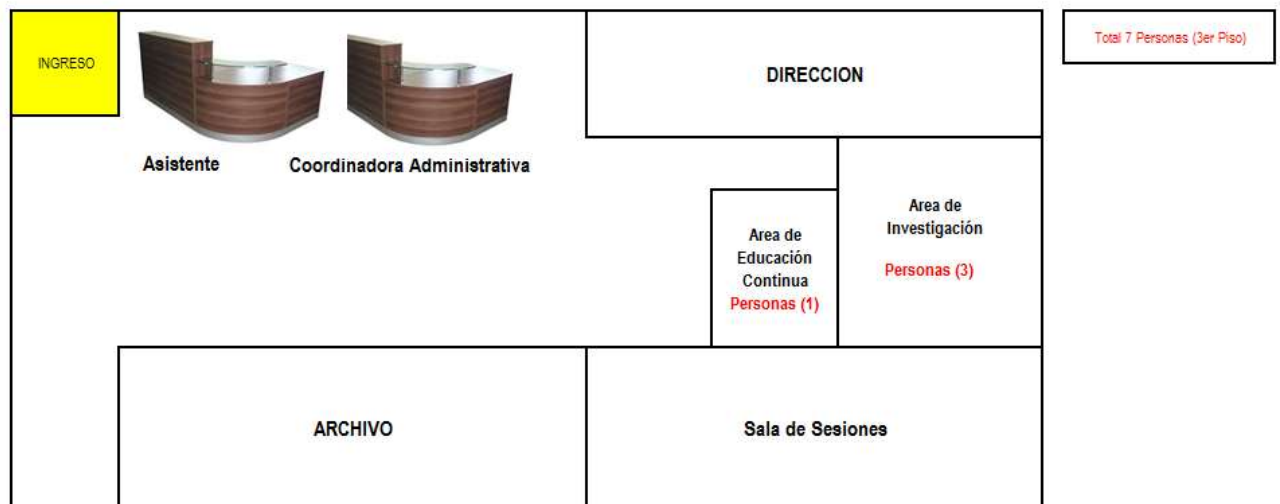 INGRESO
DIRECCION
Total 7 Personas (3er Piso)
Asistente
Coordinadora Administrativa
Area de
Investigación
Personas (3)
Area de
Educación
Continua
Personas (1)
ARCHIVO
Sala de Sesiones